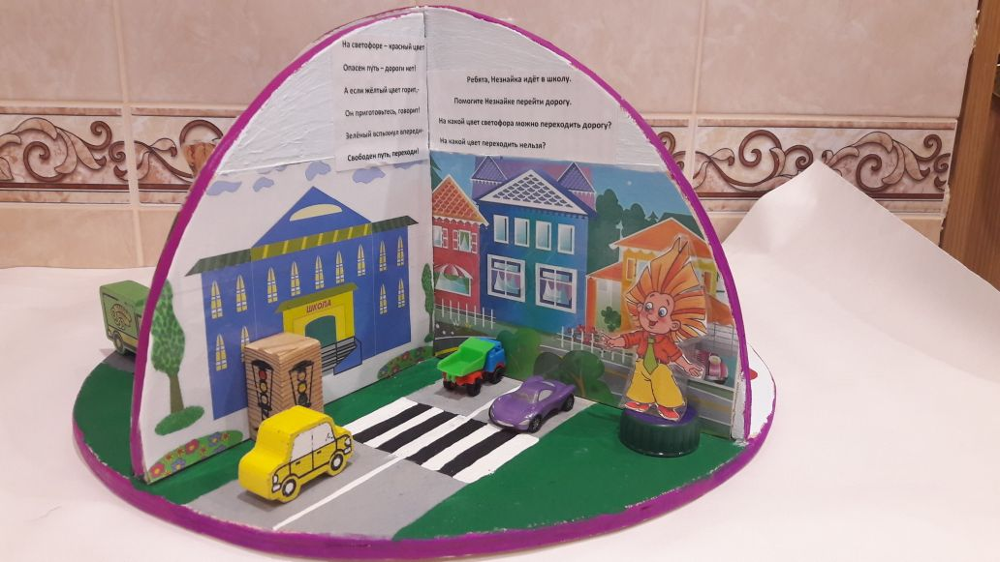 На светофоре – красный цвет
Опасен путь – дороги нет!
А если жёлтый цвет горит,-
Он приготовьтесь, говорит!
Зелёный вспыхнул впереди-
Свободен путь, переходи!
Ребята, Незнайка идёт в школу.
Помогите Незнайке перейти дорогу.
На какой цвет светофора можно переходить дорогу?
На какой цвет переходить нельзя?
ШКОЛА